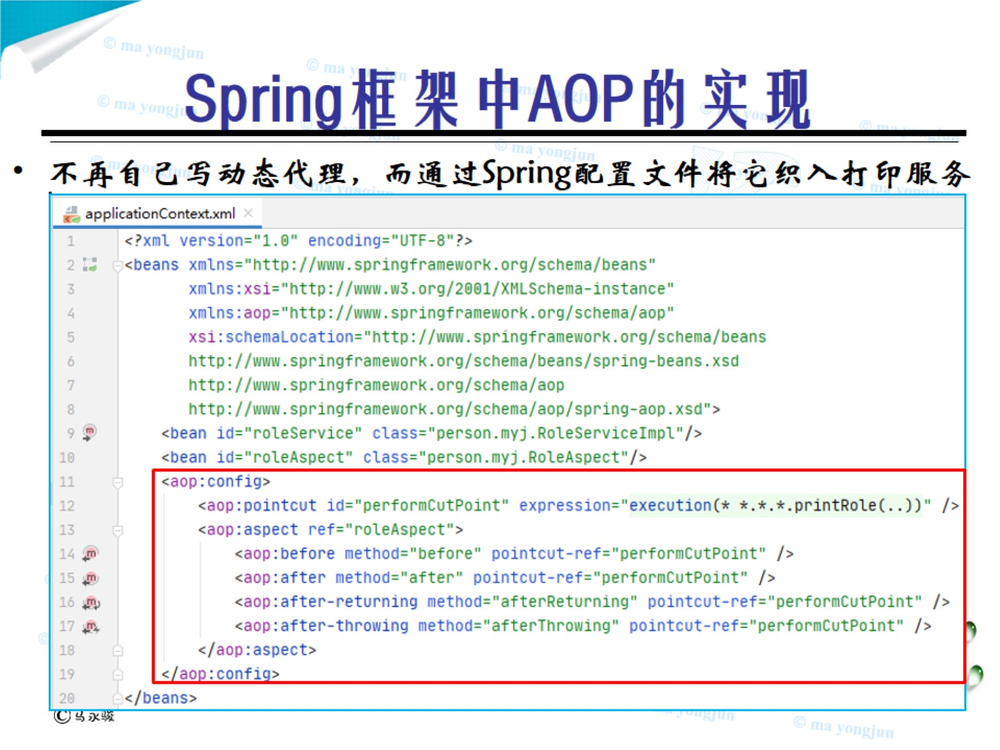 © ma yongjun
© ma yongjun
Spring框架中AOP的实现
© ma yongjun
© ma yongjun
• 不再自己写动态代理，而通过Spring配置文件将它织入打印服务
applicationContext.xml
1 <?xml version="1.0" encoding="UTF-8"?>
2 <beans xmlns="http://www.springframework.org/schema/beans"
3 xmlns:xsi="http://www.w3.org/2001/XMLSchema-instance"
4 xmlns:aop="http://www.springframework.org/schema/aop"
5 xsi:schemaLocation="http://www.springframework.org/schema/beans
6 http://www.springframework.org/schema/beans/spring-beans.xsd
7 http://www.springframework.org/schema/aop
8 http://www.springframework.org/schema/aop/spring-aop.xsd">
9 <bean id="roleService" class="person.myj.RoleServiceImpl"/>
10 <bean id="roleAspect" class="person.myj.RoleAspect"/>
11 <aop:config>
12 <aop:pointcut id="performCutPoint" expression="execution(* *.*.*.printRole(..))" />
13 <aop:aspect ref="roleAspect">
14 <aop:before method="before" pointcut-ref="performCutPoint" />
15 <aop:after method="after" pointcut-ref="performCutPoint" />
16 <aop:after-returning method="afterReturning" pointcut-ref="performCutPoint" />
17 <aop:after-throwing method="afterThrowing" pointcut-ref="performCutPoint" />
18 </aop:aspect>
19 </aop:config>
20 </beans>
©马永骏
© ma yongjun